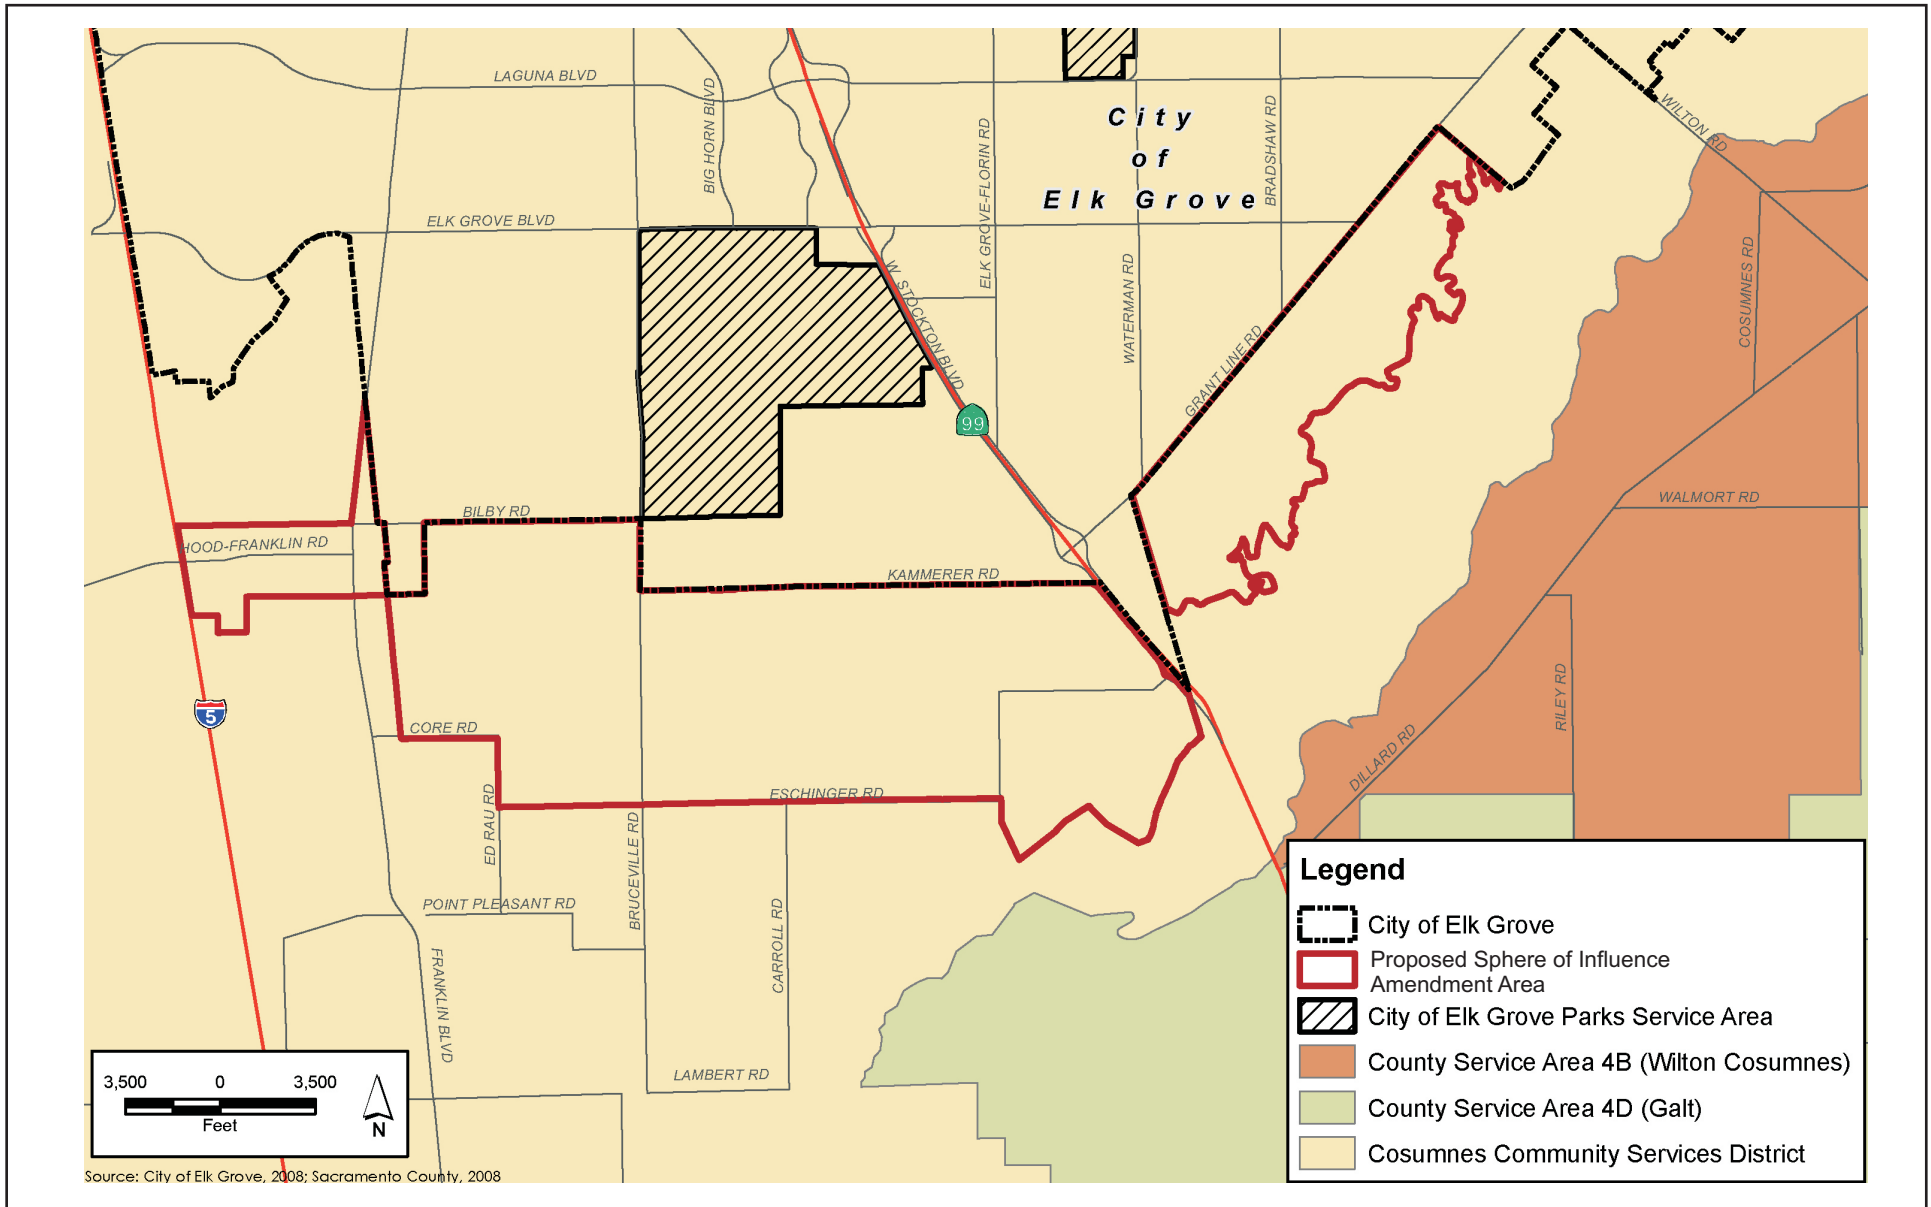 LAGUNA BLVD
BIG HORN BLVD
ELK GROVE-FLORIN RD
City
of
Elk Grove
BRADSHAW RD
WILTON RD
ELK GROVE BLVD
W STOCKTON BLVD
WATERMAN RD
GRANT LINE RD
COSUMNES RD
99
BILBY RD
HOOD-FRANKLIN RD
KAMMERER RD
WALMORT RD
5
CORE RD
RILEY RD
DILLARD RD
ED RAU RD
ESCHINGER RD
BRUCEVILLE RD
POINT PLEASANT RD
CARROLL RD
FRANKLIN BLVD
LAMBERT RD
3,500 0 3,500
Feet
N
Legend
City of Elk Grove
Proposed Sphere of Influence
Amendment Area
City of Elk Grove Parks Service Area
County Service Area 4B (Wilton Cosumnes)
County Service Area 4D (Galt)
Cosumnes Community Services District
Source: City of Elk Grove, 2008; Sacramento County, 2008